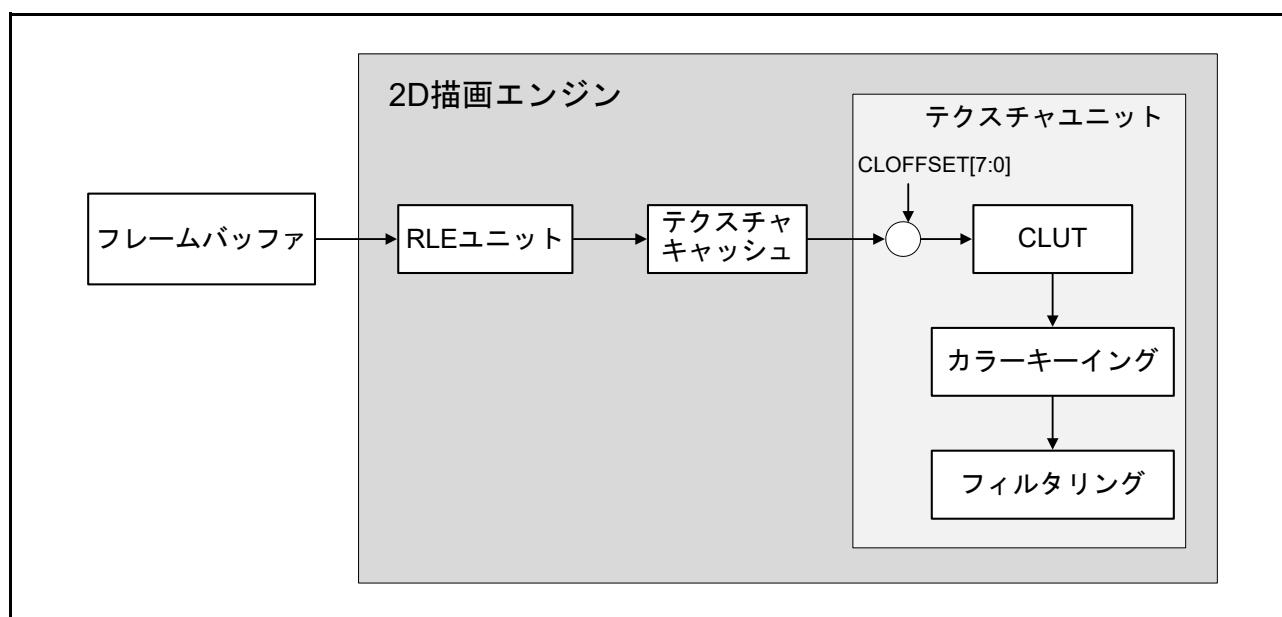 2D描画エンジン
テクスチャユニット
CLOFFSET[7:0]
フレームバッファ
RLEユニット
テクスチャ
キャッシュ
CLUT
カラーキーイング
フィルタリング